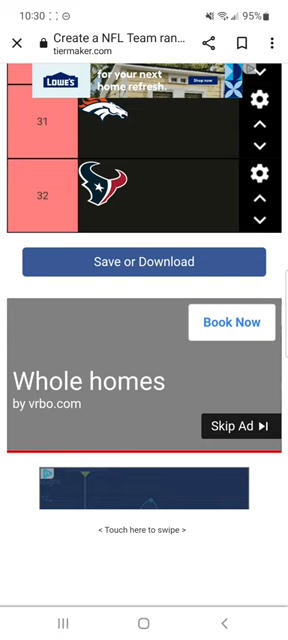 10:30
95%
Create a NFL Team ran...
tiermaker.com
LOWE'S
for your next
home refresh.
Shop now
31
32
Save or Download
Book Now
Whole homes
by vrbo.com
Skip Ad
< Touch here to swipe >